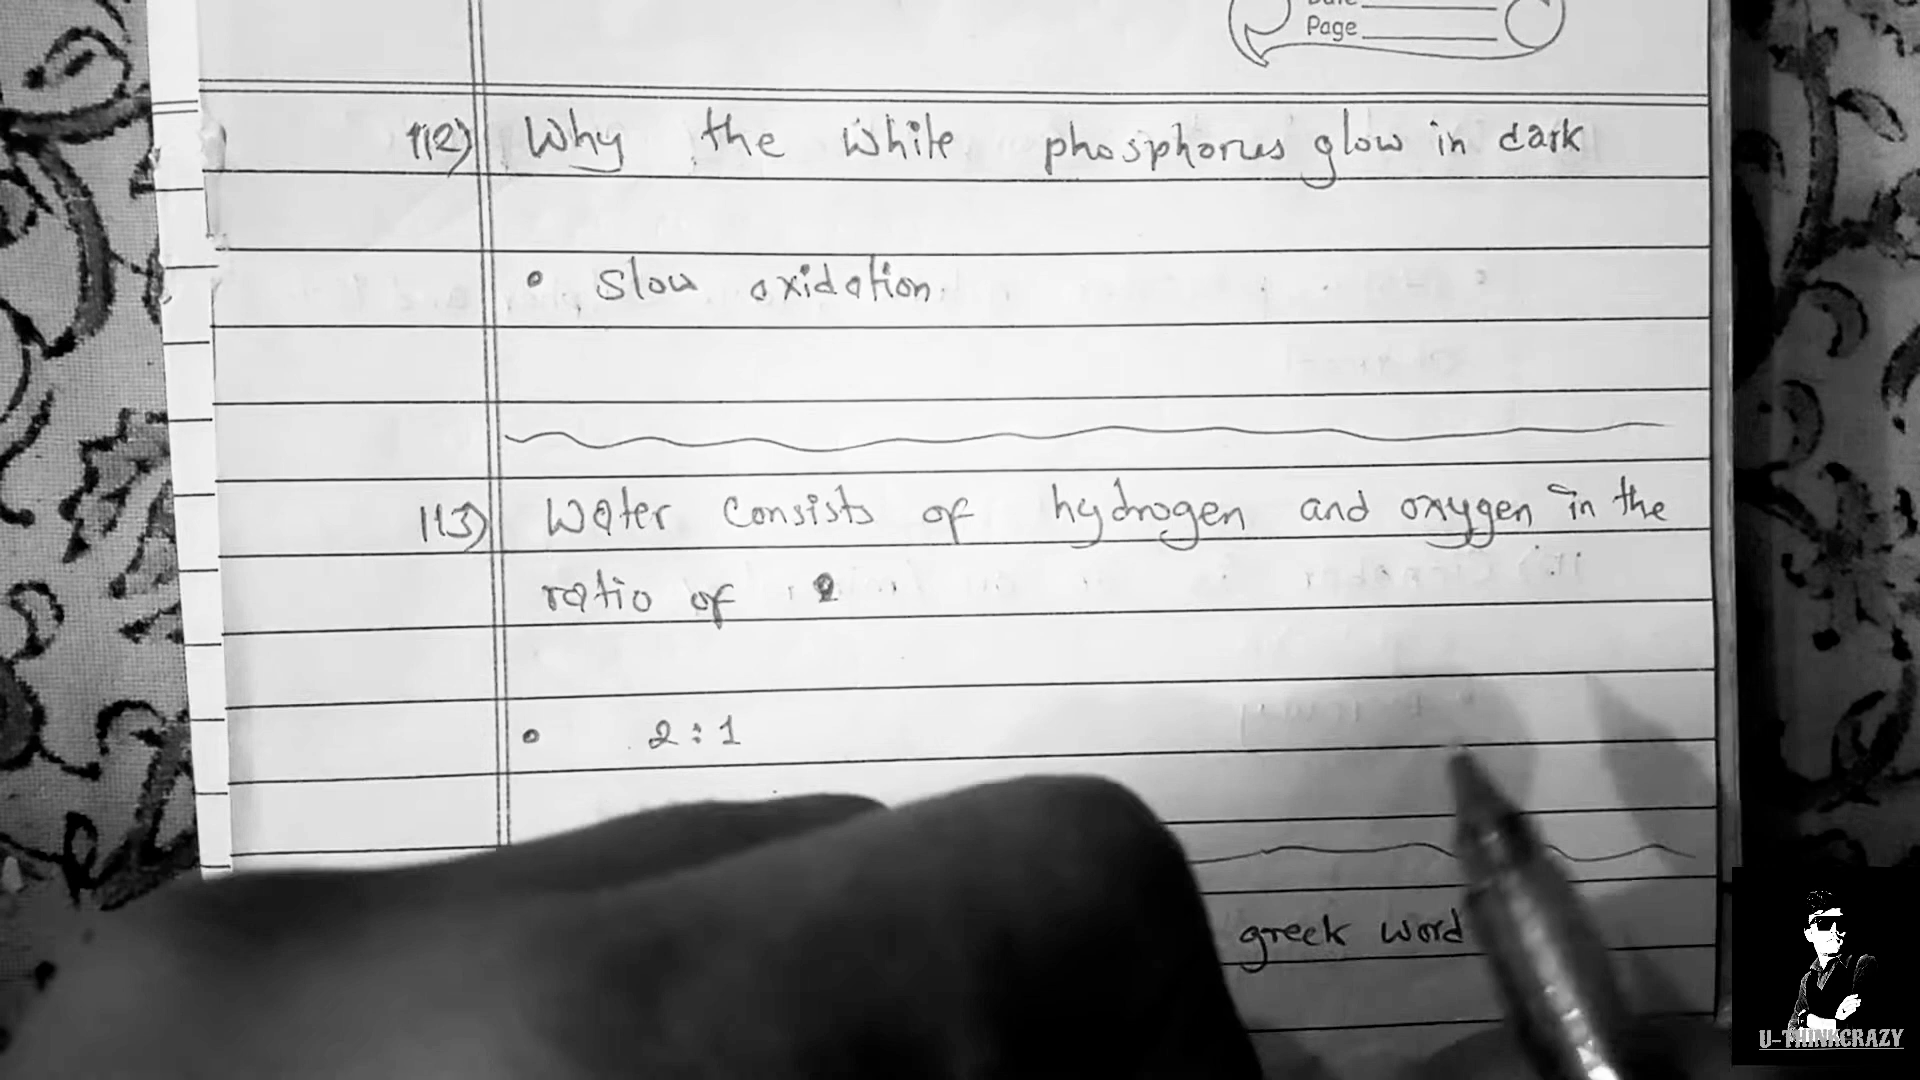 Page
112) Why the white phosphorus glow in dark
• Slow oxidation
113) Water consists of hydrogen and oxygen in the
ratio of
• 2:1
greek word
U-THINKCRAZY